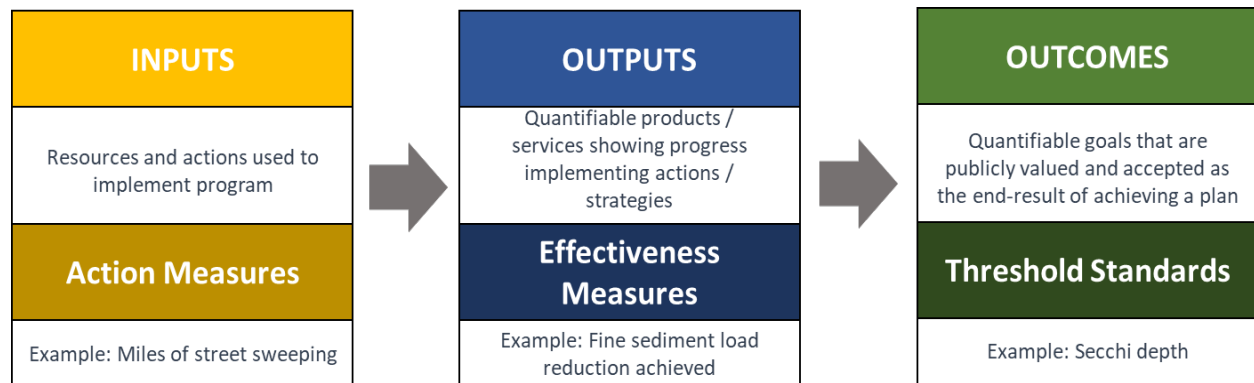 INPUTS
Resources and actions used to
implement program
Action Measures
Example: Miles of street sweeping
OUTPUTS
Quantifiable products /
services showing progress
implementing actions /
strategies
Effectiveness
Measures
Example: Fine sediment load
reduction achieved
OUTCOMES
Quantifiable goals that are
publicly valued and accepted as
the end-result of achieving a plan
Threshold Standards
Example: Secchi depth